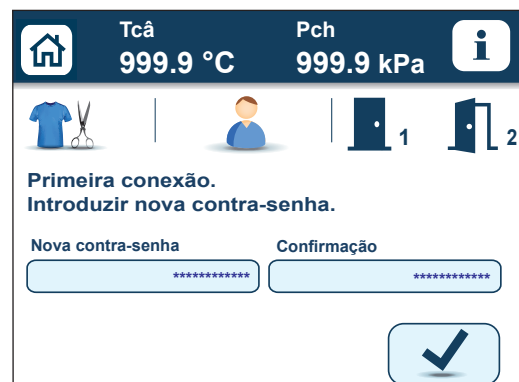 Tcâ Pch
999.9 °C 999.9 kPa
i
1 2
Primeira conexão.
Introduzir nova contra-senha.
Nova contra-senha Confirmação
************ ************